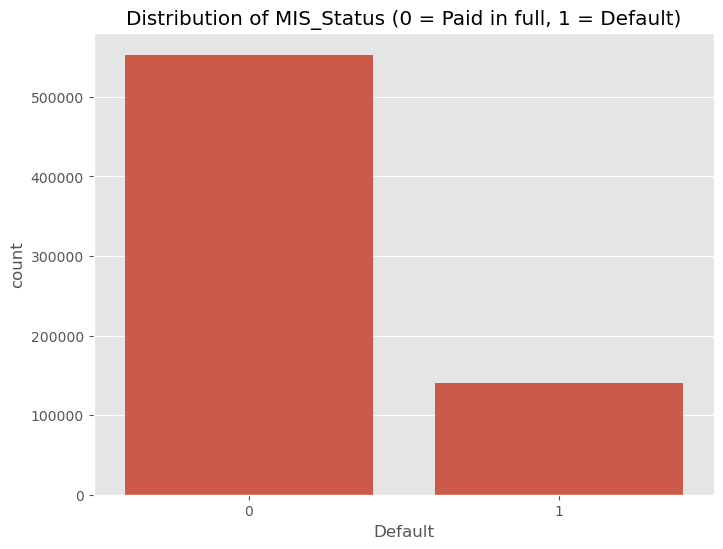 Distribution of MIS_Status (0 = Paid in full, 1 = Default)
500000
400000
300000
200000
100000
0
count
0 1
Default